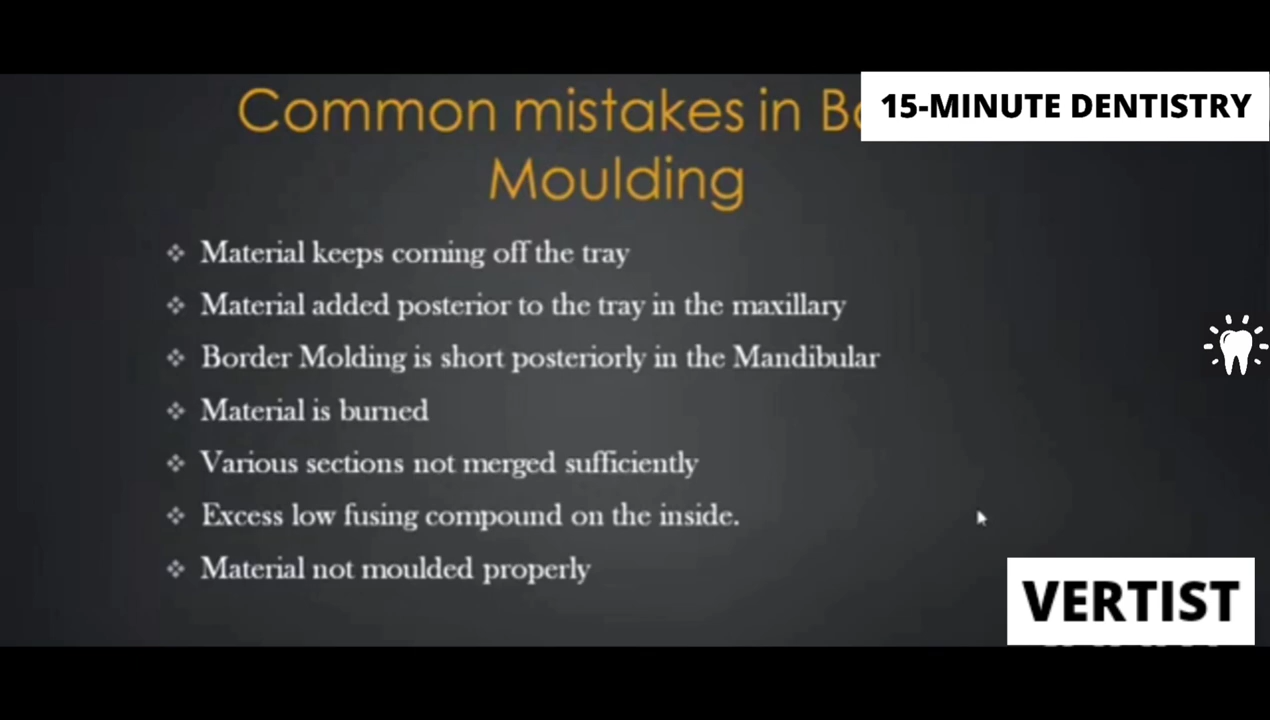 Common mistakes in
15-MINUTE DENTISTRY
Moulding
Material keeps coming off the tray
Material added posterior to the tray in the maxillary
Border Molding is short posteriorly in the Mandibular
Material is burned
Various sections not merged sufficiently
Excess low fusing compound on the inside.
Material not moulded properly
VERTIST